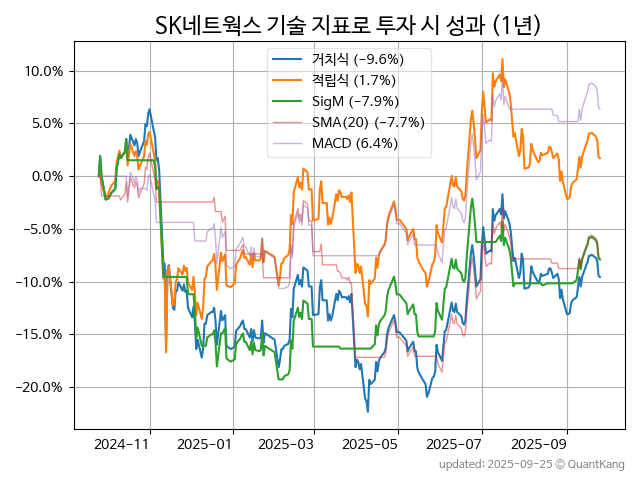 SK네트웍스 기술 지표로 투자 시 성과 (1년)
거치식 (−9.6%)
적립식 (1.7%)
SigM (−7.9%)
SMA(20) (−7.7%)
MACD (6.4%)
10.0%
5.0%
0.0%
−5.0%
−10.0%
−15.0%
−20.0%
2024−11
2025−01
2025−03
2025−05
2025−07
2025−09
updated: 2025-09-25 © QuantKang